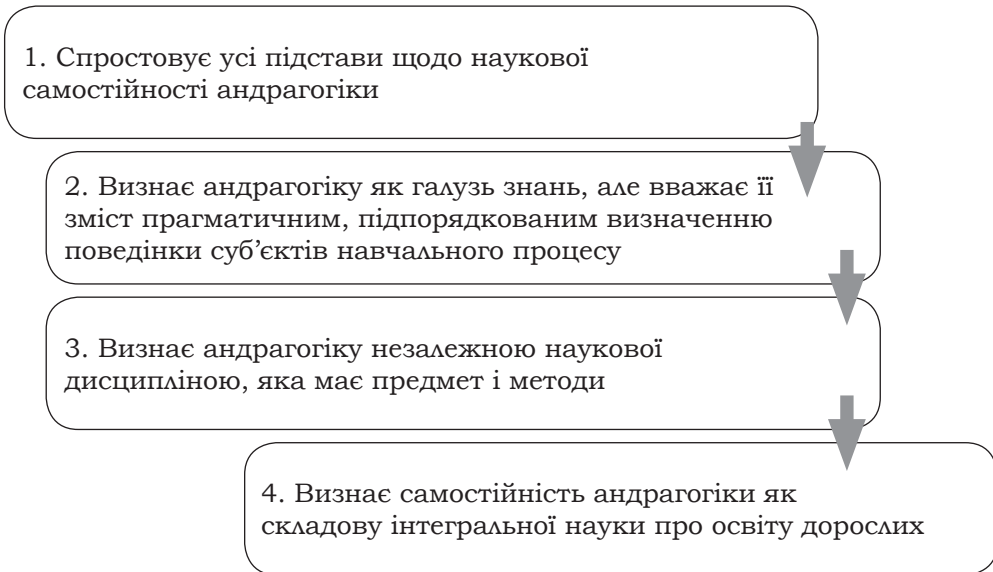 1. Спростовує усі підстави щодо наукової
самостійності андрагогіки
2. Визнає андрагогіку як галузь знань, але вважає її
зміст прагматичним, підпорядкованим визначенню
поведінки суб’єктів навчального процесу
3. Визнає андрагогіку незалежною наукової
дисципліною, яка має предмет і методи
4. Визнає самостійність андрагогіки як
складову інтегральної науки про освіту дорослих